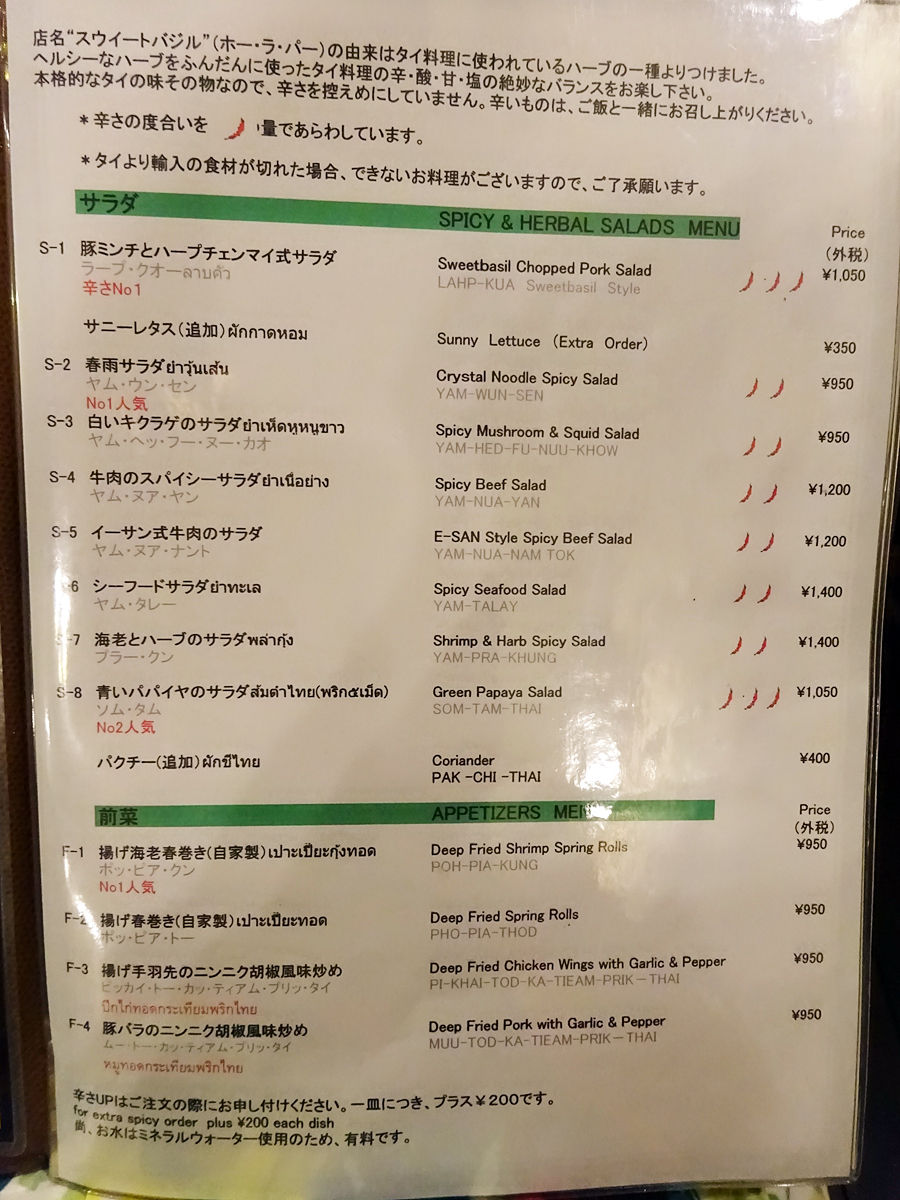 店名“スウイートバジル”(ホー・ラ・パー)の由来はタイ料理に使われているハーブの一種よりつけました。
ヘルシーなハーブをふんだんに使ったタイ料理の辛・酸・甘・塩の絶妙なバランスをお楽し下さい。
本格的なタイの味その物なので、辛さを控えめにしていません。辛いものは、ご飯と一緒にお召し上がりください。
*辛さの度合いを 量であらわしています。
*タイより輸入の食材が切れた場合、できないお料理がございますので、ご了承願います。
サラダ SPICY & HERBAL SALADS MENU Price
(外税)
S-1 豚ミンチとハーブチェンマイ式サラダ Sweetbasil Chopped Pork Salad ¥1,050
ラープ・クオーลาบคัว LAHP-KUA Sweetbasil Style
辛さNo1
サニーレタス(追加)ผักกาดหอม Sunny Lettuce (Extra Order) ¥350
S-2 春雨サラダยำวุ้นเส้น Crystal Noodle Spicy Salad ¥950
ヤム・ウン・セン YAM-WUN-SEN
No1人気
S-3 白いキクラゲのサラダยำเห็ดหูหนูขาว Spicy Mushroom & Squid Salad ¥950
ヤム・ヘッ・フー・ヌー・カオ YAM-HED-FU-NUU-KHOW
S-4 牛肉のスパイシーサラダยำเนื้อย่าง Spicy Beef Salad ¥1,200
ヤム・ヌア・ヤン YAM-NUA-YAN
S-5 イーサン式牛肉のサラダ E-SAN Style Spicy Beef Salad ¥1,200
ヤム・ヌア・ナント YAM-NUA-NAM TOK
-6 シーフードサラダยำทะเล Spicy Seafood Salad ¥1,400
ヤム・タレー YAM-TALAY
S-7 海老とハーブのサラダพล่ากุ้ง Shrimp & Harb Spicy Salad ¥1,400
プラー・クン YAM-PRA-KHUNG
S-8 青いパパイヤのサラダส้มตำไทย(พริก๕เม็ด) Green Papaya Salad ¥1,050
ソム・タム SOM-TAM-THAI
No2人気
パクチー(追加)ผักชีไทย Coriander ¥400
PAK -CHI -THAI
前菜 APPETIZERS MEN Price
(外税)
F-1 揚げ海老春巻き(自家製)เปาะเปี๊ยะกุ้งทอด Deep Fried Shrimp Spring Rolls ¥950
ポッ・ピア・クン POH-PIA-KUNG
No1人気
F-2 揚げ春巻き(自家製)เปาะเปี๊ยะทอด Deep Fried Spring Rolls ¥950
ポッ・ピア・トー PHO-PIA-THOD
F-3 揚げ手羽先のニンニク胡椒風味炒め Deep Fried Chicken Wings with Garlic & Pepper ¥950
ピッカイ・トー・カッ・ティアム・プリッ・タイ PI-KHAI-TOD-KA-TIEAM-PRIK-THAI
ปีกไก่ทอดกระเทียมพริกไทย
F-4 豚バラのニンニク胡椒風味炒め Deep Fried Pork with Garlic & Pepper ¥950
ムー・トー・カッ・ティアム・プリッ・タイ MUU-TOD-KA-TIEAM-PRIK-THAI
หมูทอดกระเทียมพริกไทย
辛さUPはご注文の際にお申し付けください。一皿につき、プラス¥200です。
for extra spicy order plus ¥200 each dish
尚、お水はミネラルウォーター使用のため、有料です。